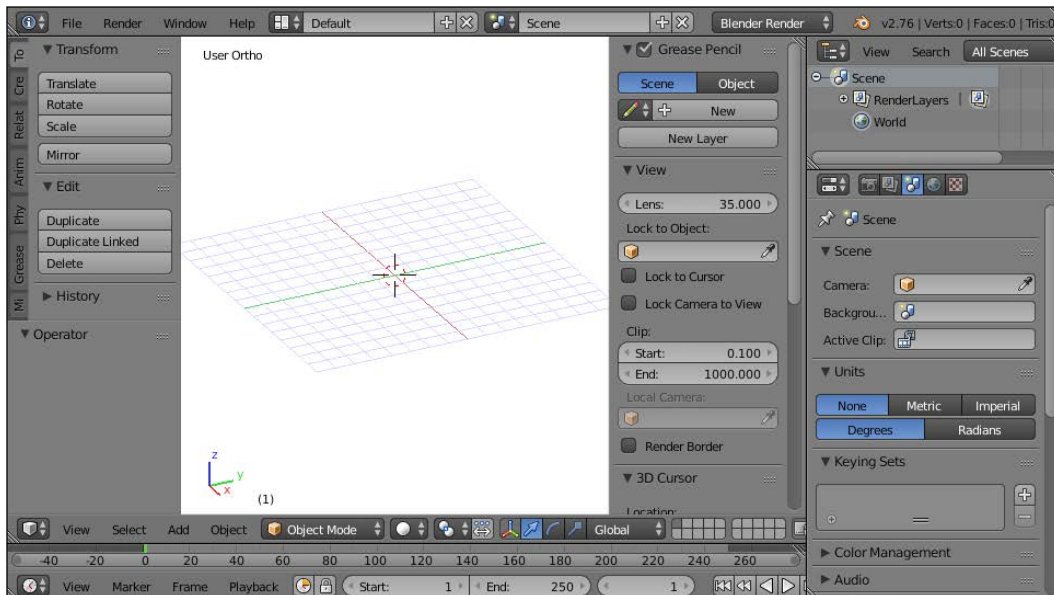 File Render Window Help Default Scene Blender Render v2.76 | Verts:0 | Faces:0 | Tris:0
To
Cre
Relat
Anim
Phy
Grease
Mi
Transform
Translate
Rotate
Scale
Mirror
Edit
Duplicate
Duplicate Linked
Delete
History
Operator
User Ortho
z
y
x
(1)
Grease Pencil
Scene Object
New
New Layer
View
Lens: 35.000
Lock to Object:
Lock to Cursor
Lock Camera to View
Clip:
Start: 0.100
End: 1000.000
Local Camera:
Render Border
3D Cursor
Location:
View Search All Scenes
Scene
RenderLayers |
World
Scene
Scene
Camera:
Backgrou...
Active Clip:
Units
None Metric Imperial
Degrees Radians
Keying Sets
Color Management
Audio
View Select Add Object Object Mode Global
-40 -20 0 20 40 60 80 100 120 140 160 180 200 220 240 260
View Marker Frame Playback Start: 1 End: 250 1